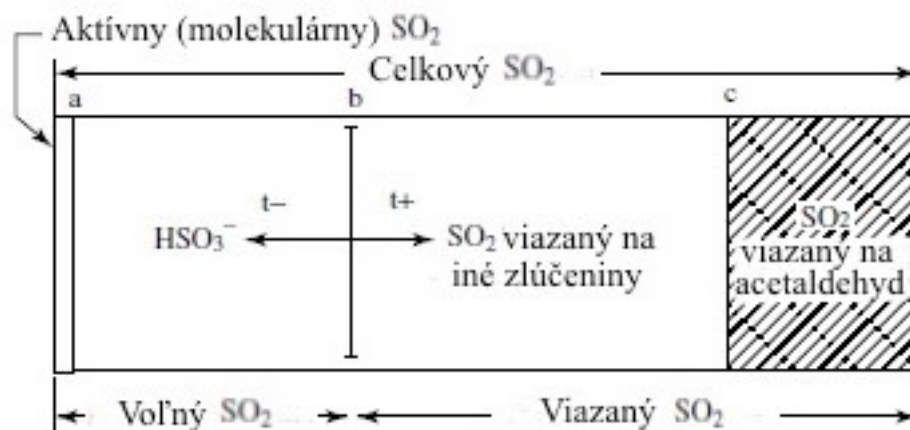 Aktívny (molekulárny) SO₂
Celkový SO₂
a
b
c
t–
t+
HSO₃⁻
SO₂ viazaný na
iné zlúčeniny
SO₂
viazaný na
acetaldehyd
Voľný SO₂
Viazaný SO₂